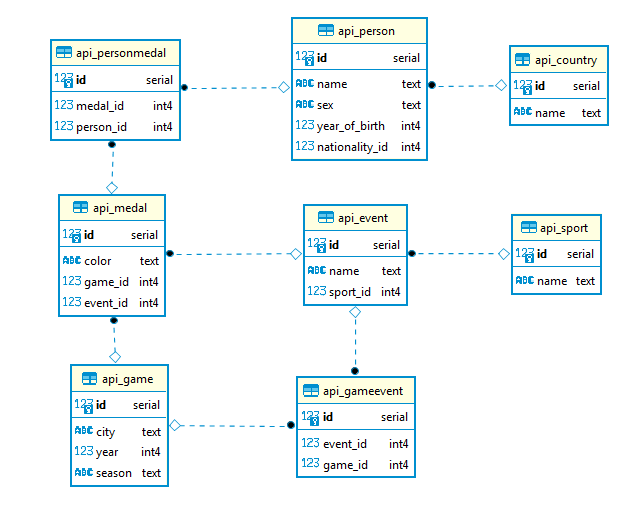 api_personmedal
123 id serial
123 medal_id int4
123 person_id int4
api_person
123 id serial
ABC name text
ABC sex text
123 year_of_birth int4
123 nationality_id int4
api_country
123 id serial
ABC name text
api_medal
123 id serial
ABC color text
123 game_id int4
123 event_id int4
api_event
123 id serial
ABC name text
123 sport_id int4
api_sport
123 id serial
ABC name text
api_game
123 id serial
ABC city text
123 year int4
ABC season text
api_gameevent
123 id serial
123 event_id int4
123 game_id int4